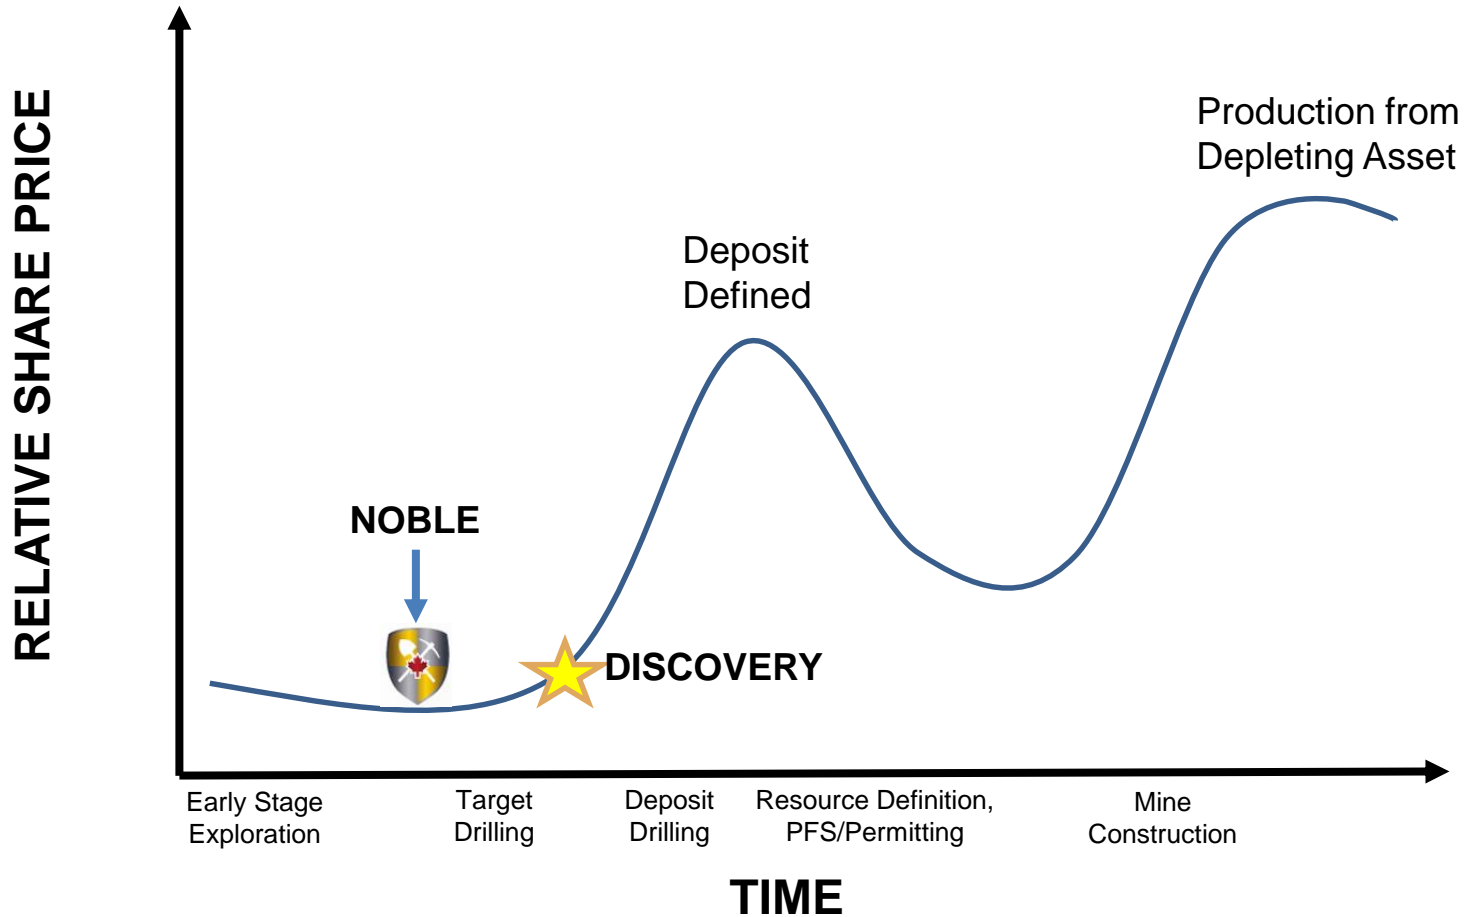 RELATIVE SHARE PRICE
Production from
Depleting Asset
Deposit
Defined
NOBLE
DISCOVERY
Early Stage
Exploration
Target
Drilling
Deposit
Drilling
Resource Definition,
PFS/Permitting
Mine
Construction
TIME